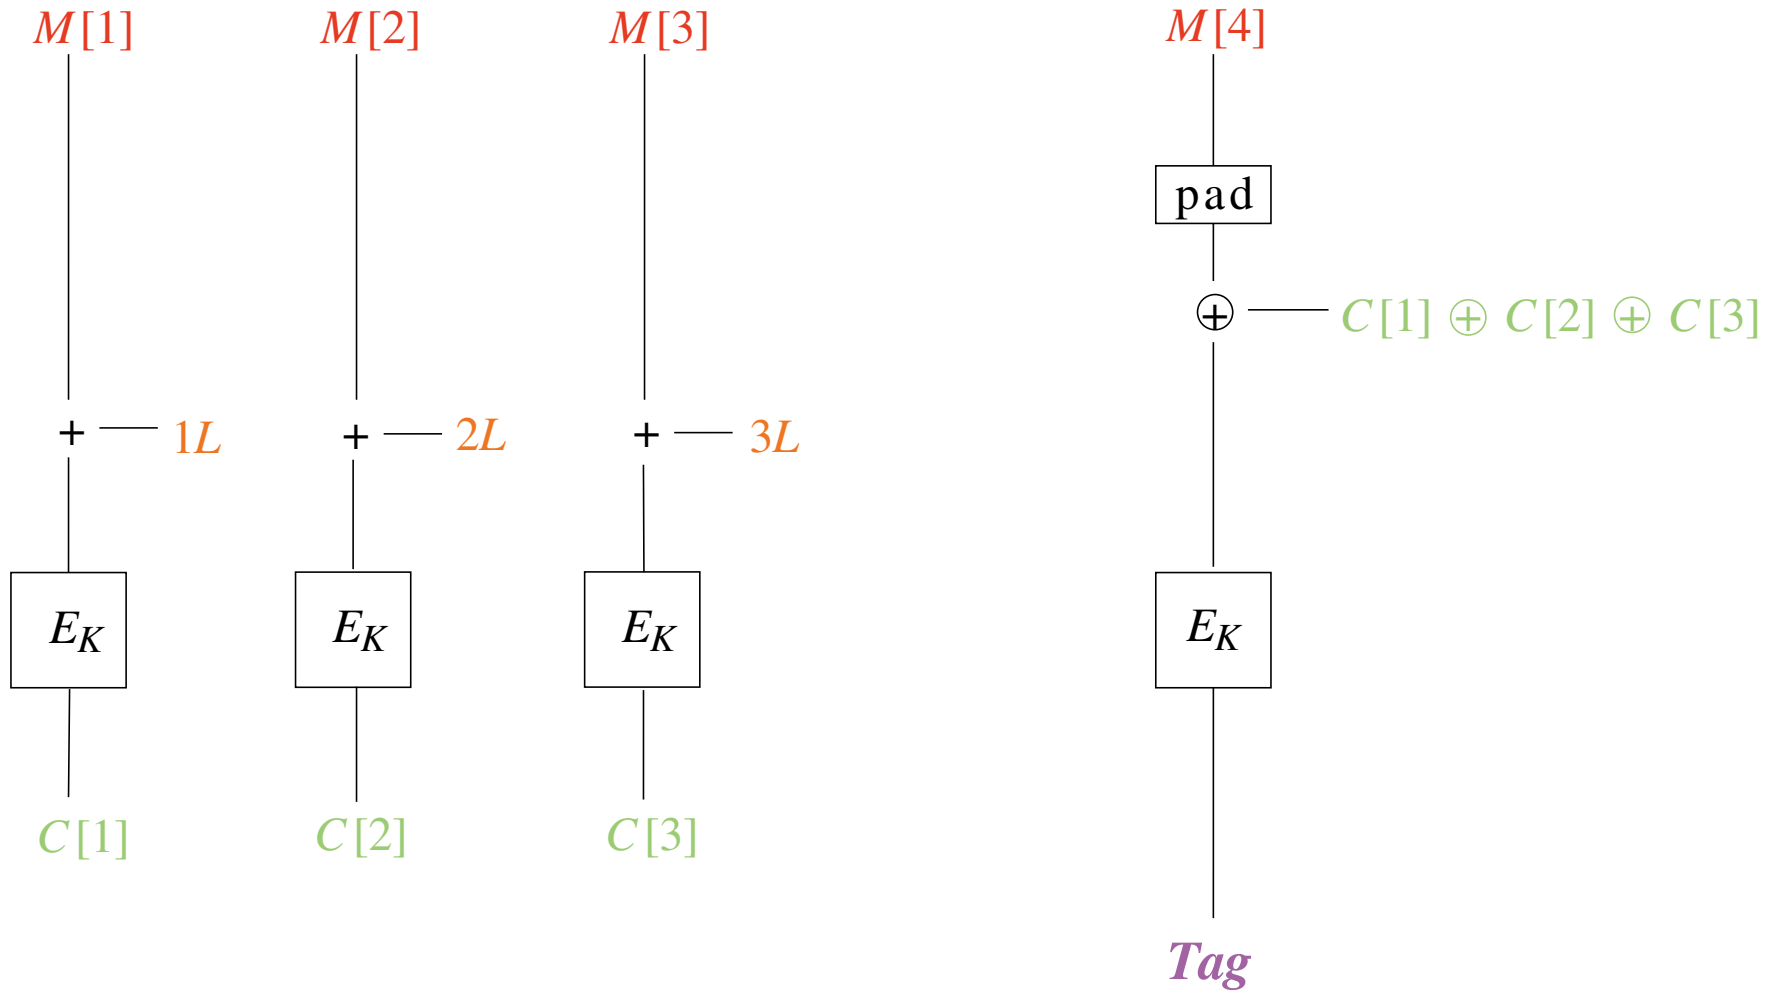 M[1] M[2] M[3] M[4]
pad
⊕ C[1] ⊕ C[2] ⊕ C[3]
+ 1L + 2L + 3L
E_K E_K E_K E_K
C[1] C[2] C[3]
Tag